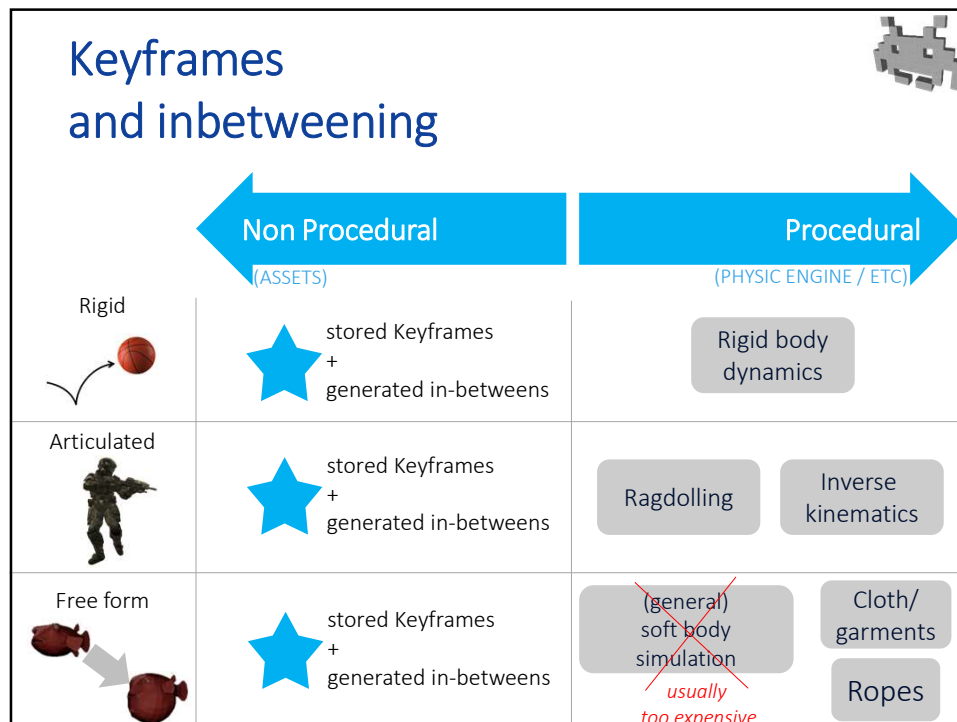 Keyframes
and inbetweening
Non Procedural
Procedural
(ASSETS)
(PHYSIC ENGINE / ETC)
Rigid
stored Keyframes
+
generated in-betweens
Rigid body
dynamics
Articulated
stored Keyframes
+
generated in-betweens
Ragdolling
Inverse
kinematics
Free form
stored Keyframes
+
generated in-betweens
(general)
soft body
simulation
usually
too expensive
Cloth/
garments
Ropes